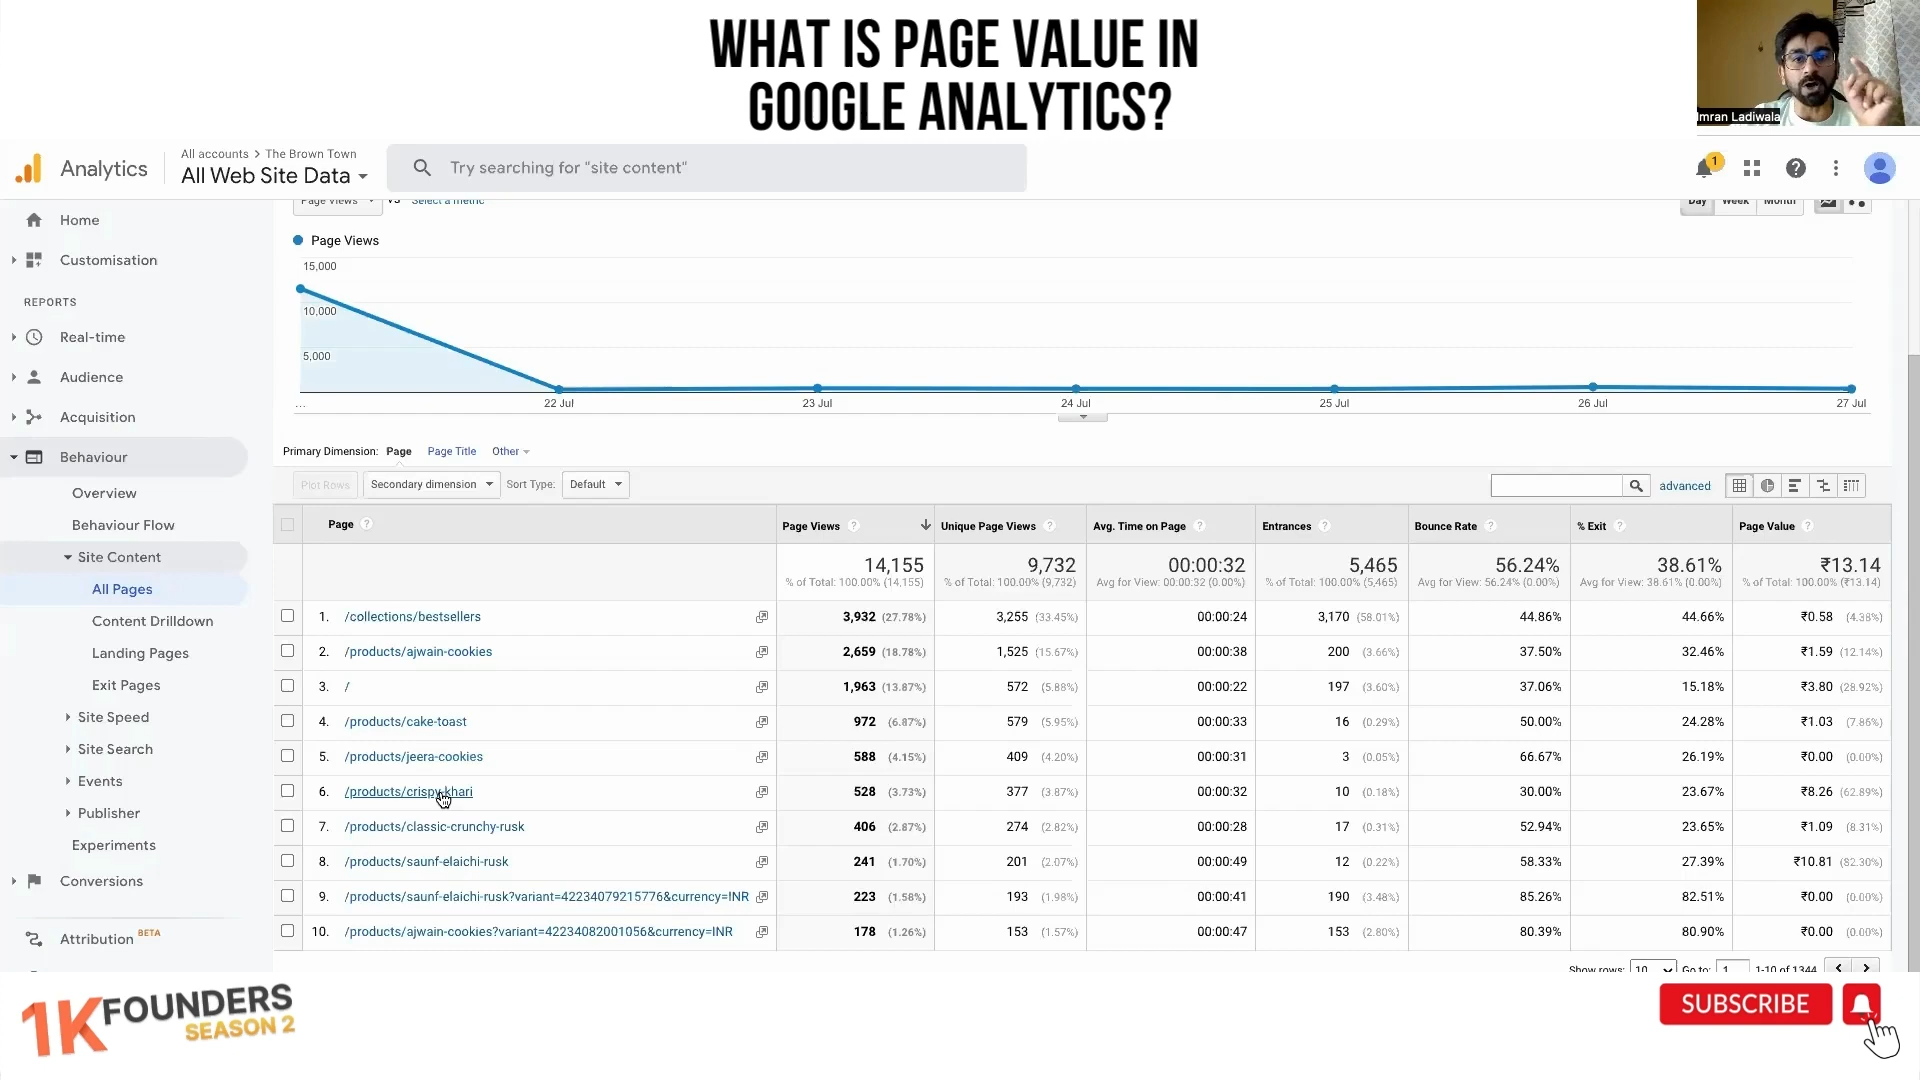 WHAT IS PAGE VALUE IN
GOOGLE ANALYTICS?
Imran Ladiwala
Analytics
All accounts > The Brown Town
All Web Site Data
Try searching for "site content"
1
Home
Customisation
REPORTS
Real-time
Audience
Acquisition
Behaviour
Overview
Behaviour Flow
Site Content
All Pages
Content Drilldown
Landing Pages
Exit Pages
Site Speed
Site Search
Events
Publisher
Experiments
Conversions
Attribution BETA
Page Views VS Select a metric
Day Week Month
Page Views
15,000
10,000
5,000
... 22 Jul 23 Jul 24 Jul 25 Jul 26 Jul 27 Jul
Primary Dimension: Page Page Title Other
Plot Rows Secondary dimension Sort Type: Default advanced
Page Page Views Unique Page Views Avg. Time on Page Entrances Bounce Rate % Exit Page Value
14,155 9,732 00:00:32 5,465 56.24% 38.61% ₹13.14
% of Total: 100.00% (14,155) % of Total: 100.00% (9,732) Avg for View: 00:00:32 (0.00%) % of Total: 100.00% (5,465) Avg for View: 56.24% (0.00%) Avg for View: 38.61% (0.00%) % of Total: 100.00% (₹13.14)
1. /collections/bestsellers 3,932 (27.78%) 3,255 (33.45%) 00:00:24 3,170 (58.01%) 44.86% 44.66% ₹0.58 (4.38%)
2. /products/ajwain-cookies 2,659 (18.78%) 1,525 (15.67%) 00:00:38 200 (3.66%) 37.50% 32.46% ₹1.59 (12.14%)
3. / 1,963 (13.87%) 572 (5.88%) 00:00:22 197 (3.60%) 37.06% 15.18% ₹3.80 (28.92%)
4. /products/cake-toast 972 (6.87%) 579 (5.95%) 00:00:33 16 (0.29%) 50.00% 24.28% ₹1.03 (7.86%)
5. /products/jeera-cookies 588 (4.15%) 409 (4.20%) 00:00:31 3 (0.05%) 66.67% 26.19% ₹0.00 (0.00%)
6. /products/crispy-khari 528 (3.73%) 377 (3.87%) 00:00:32 10 (0.18%) 30.00% 23.67% ₹8.26 (62.89%)
7. /products/classic-crunchy-rusk 406 (2.87%) 274 (2.82%) 00:00:28 17 (0.31%) 52.94% 23.65% ₹1.09 (8.31%)
8. /products/saunf-elaichi-rusk 241 (1.70%) 201 (2.07%) 00:00:49 12 (0.22%) 58.33% 27.39% ₹10.81 (82.30%)
9. /products/saunf-elaichi-rusk?variant=42234079215776&currency=INR 223 (1.58%) 193 (1.98%) 00:00:41 190 (3.48%) 85.26% 82.51% ₹0.00 (0.00%)
10. /products/ajwain-cookies?variant=42234082001056&currency=INR 178 (1.26%) 153 (1.57%) 00:00:47 153 (2.80%) 80.39% 80.90% ₹0.00 (0.00%)
Show rows: 10 Go to: 1 1-10 of 1344
1K FOUNDERS
SEASON 2
SUBSCRIBE